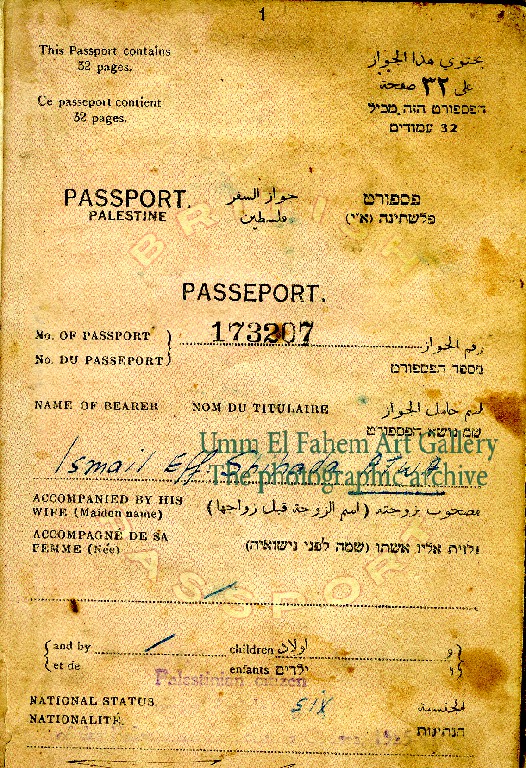 1
This Passport contains
32 pages.
يحتوي هذا الجواز
على ٣٢ صفحة
Ce passeport contient
32 pages.
הפספורט הזה מכיל
32 עמודים
PASSPORT.
PALESTINE
جواز السفر
فلسطين
פספורט
פלשתינה (א״י)
BRITISH
PASSEPORT.
No. OF PASSPORT
No. DU PASSEPORT
173207
رقم الجواز
מספר הפספורט
NAME OF BEARER NOM DU TITULAIRE
اسم حامل الجواز
שם נושא הפספורט
Umm El Fahem Art Gallery
The photographic archive
Ismail Eff. Shihada
ACCOMPANIED BY HIS
WIFE (Maiden name)
مصحوب بزوجته (اسم الزوجة قبل زواجها)
ACCOMPAGNÉ DE SA
FEMME (Née)
נלוית אליו אשתו (שמה לפני נישואיה)
PASSPORT
and by children اولاد و
et de enfants ילדים ו
Palestinian citizen
NATIONAL STATUS
NATIONALITÉ.
الجنسية
הנתינות